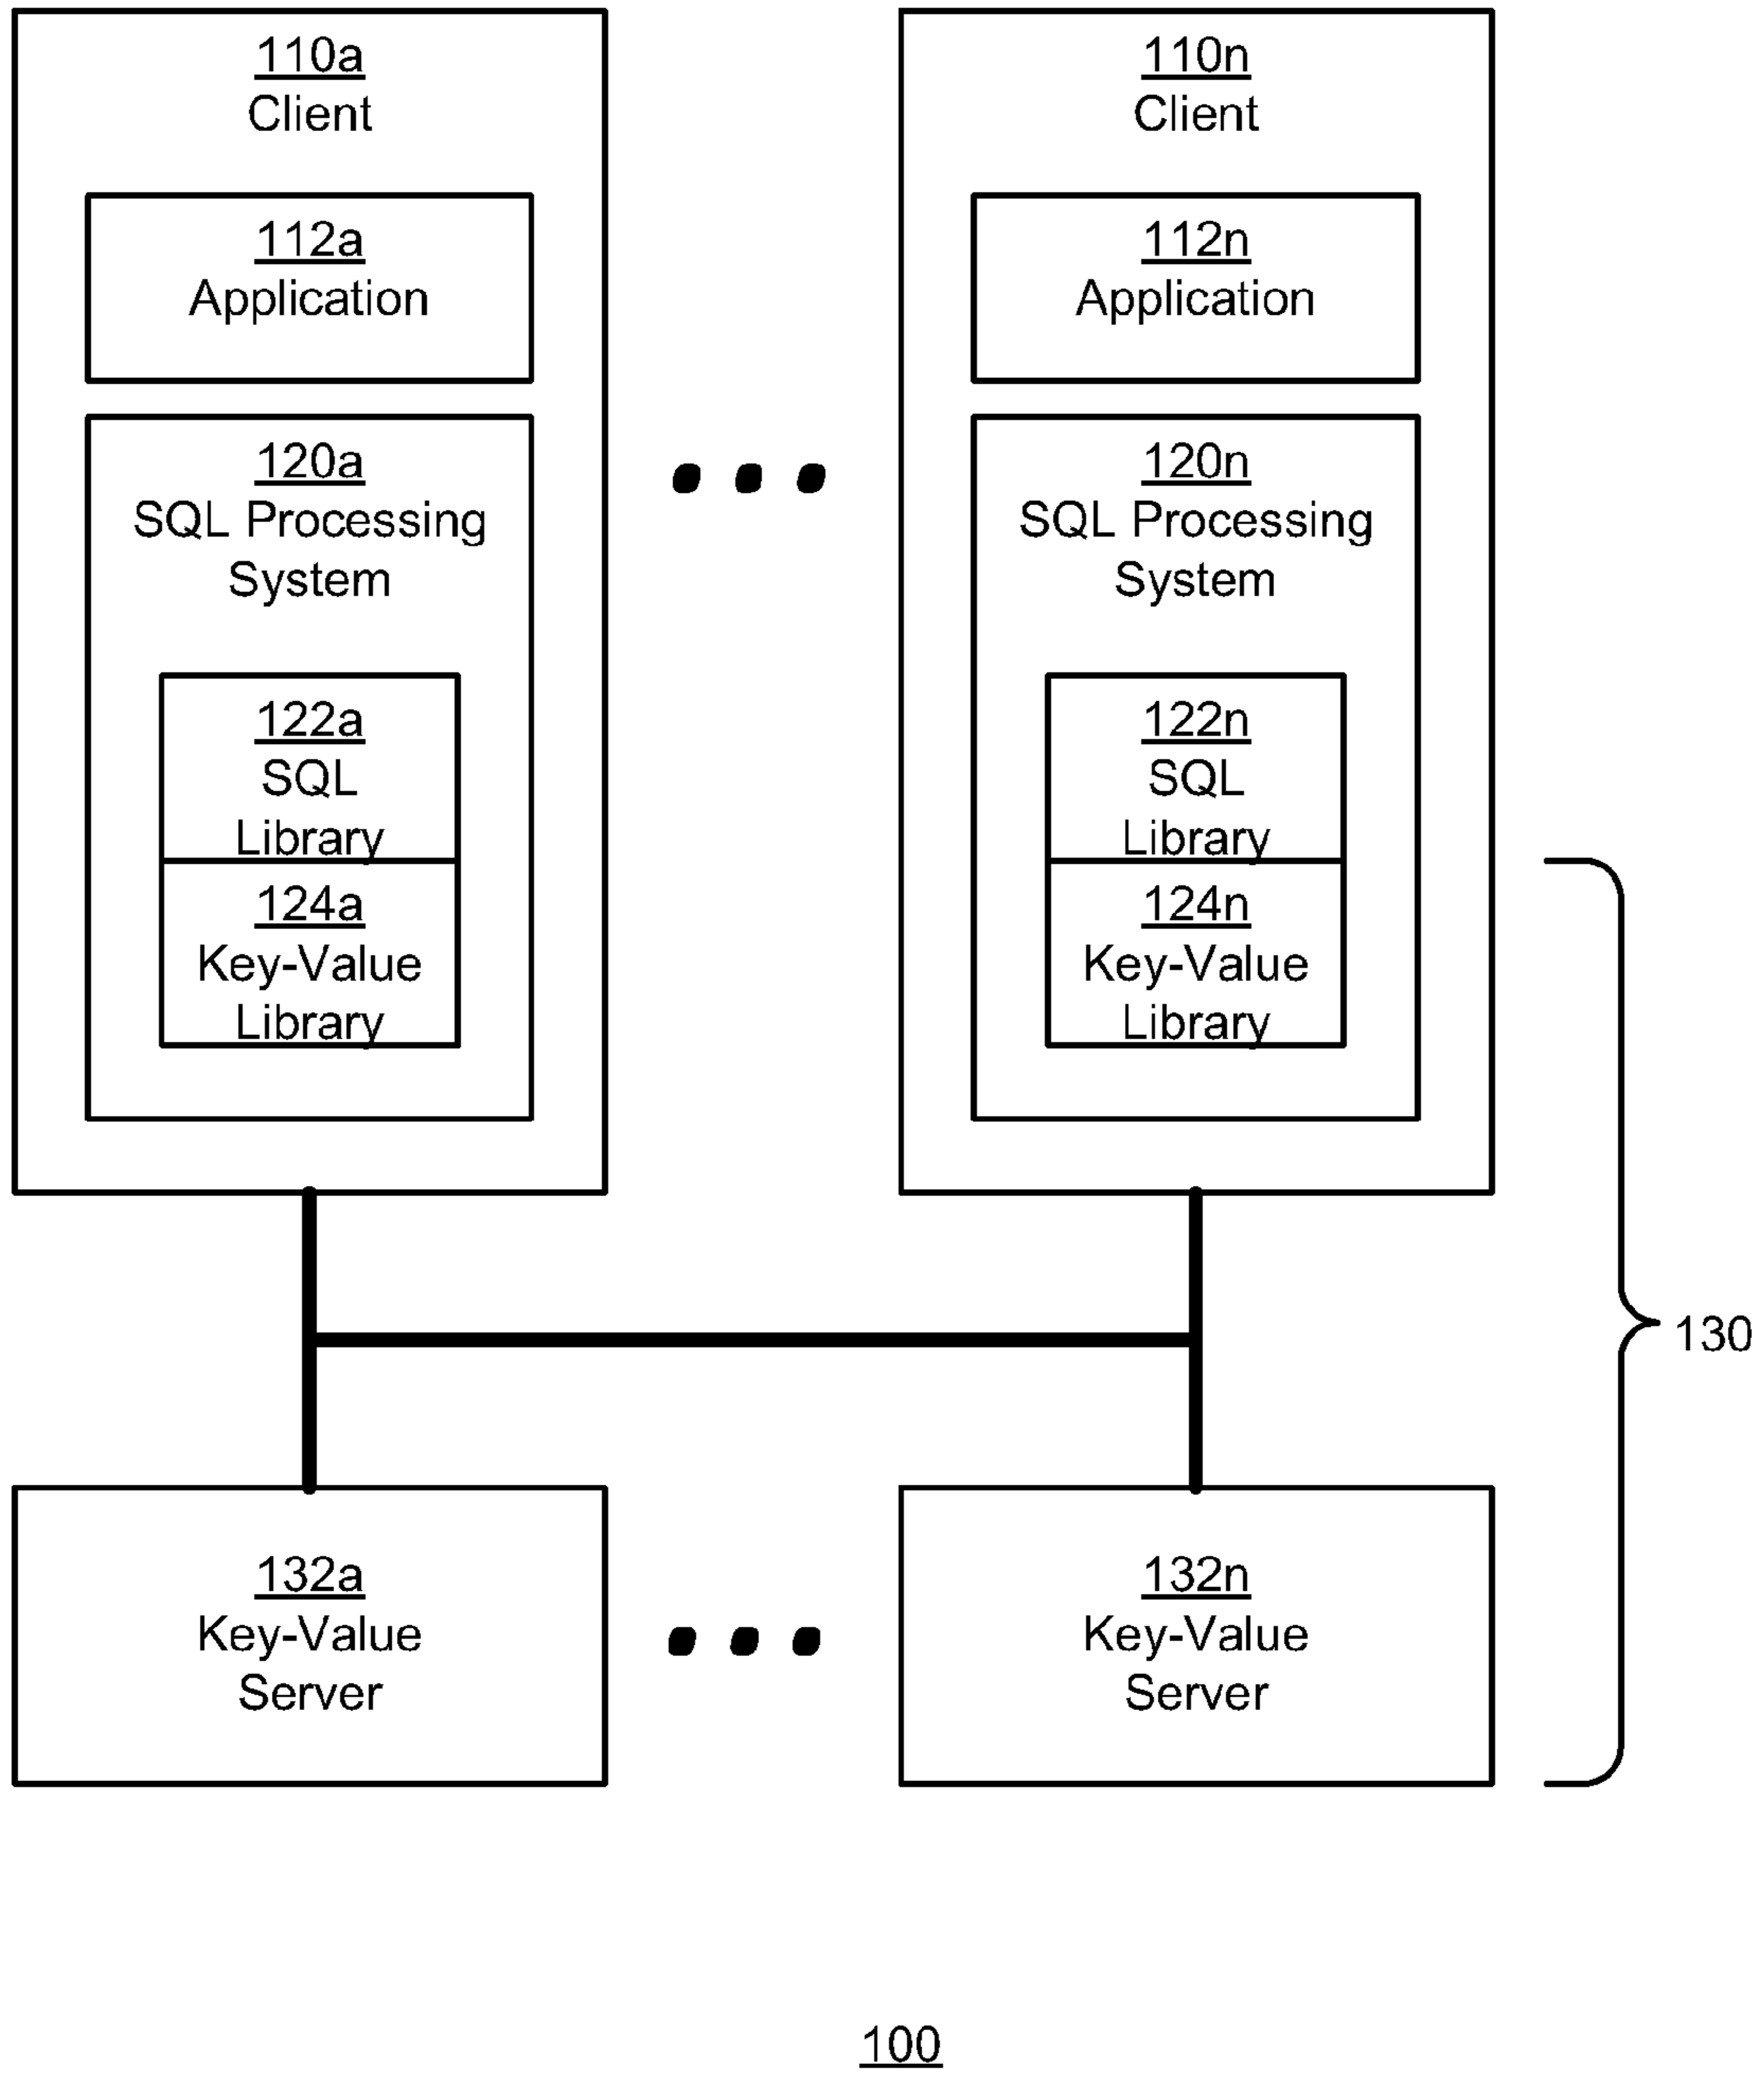 110a
Client
112a
Application
120a
SQL Processing
System
122a
SQL
Library
124a
Key-Value
Library
110n
Client
112n
Application
120n
SQL Processing
System
122n
SQL
Library
124n
Key-Value
Library
130
132a
Key-Value
Server
132n
Key-Value
Server
100